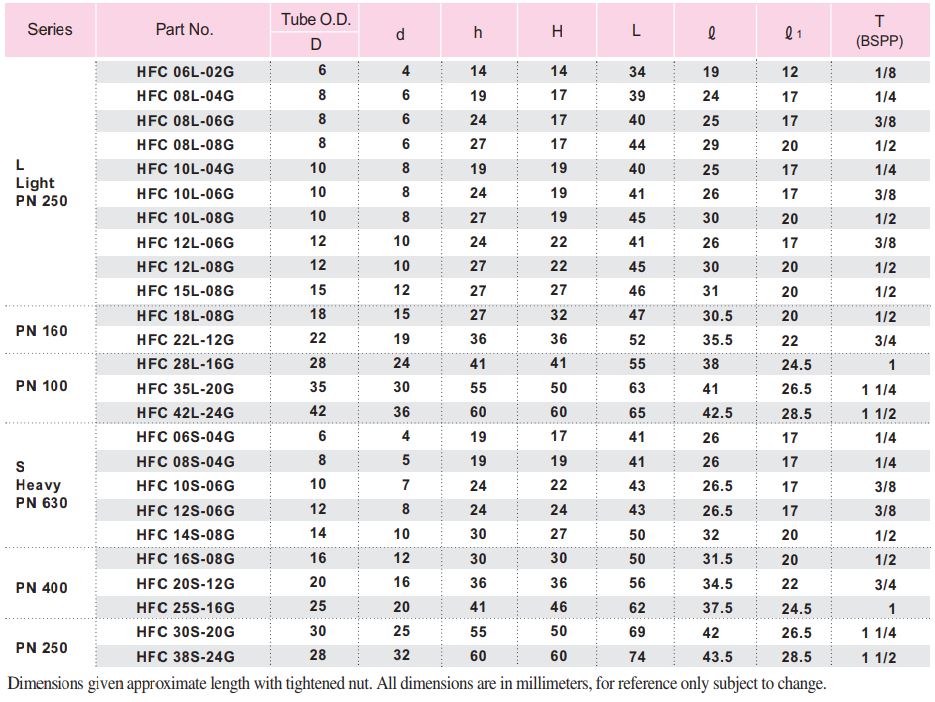 Series Part No. Tube O.D. D d h H L ℓ ℓ1 T (BSPP)
L Light PN 250
HFC 06L-02G 6 4 14 14 34 19 12 1/8
HFC 08L-04G 8 6 19 17 39 24 17 1/4
HFC 08L-06G 8 6 24 17 40 25 17 3/8
HFC 08L-08G 8 6 27 17 44 29 20 1/2
HFC 10L-04G 10 8 19 19 40 25 17 1/4
HFC 10L-06G 10 8 24 19 41 26 17 3/8
HFC 10L-08G 10 8 27 19 45 30 20 1/2
HFC 12L-06G 12 10 24 22 41 26 17 3/8
HFC 12L-08G 12 10 27 22 45 30 20 1/2
HFC 15L-08G 15 12 27 27 46 31 20 1/2
PN 160
HFC 18L-08G 18 15 27 32 47 30.5 20 1/2
HFC 22L-12G 22 19 36 36 52 35.5 22 3/4
PN 100
HFC 28L-16G 28 24 41 41 55 38 24.5 1
HFC 35L-20G 35 30 55 50 63 41 26.5 1 1/4
HFC 42L-24G 42 36 60 60 65 42.5 28.5 1 1/2
S Heavy PN 630
HFC 06S-04G 6 4 19 17 41 26 17 1/4
HFC 08S-04G 8 5 19 19 41 26 17 1/4
HFC 10S-06G 10 7 24 22 43 26.5 17 3/8
HFC 12S-06G 12 8 24 24 43 26.5 17 3/8
HFC 14S-08G 14 10 30 27 50 32 20 1/2
PN 400
HFC 16S-08G 16 12 30 30 50 31.5 20 1/2
HFC 20S-12G 20 16 36 36 56 34.5 22 3/4
HFC 25S-16G 25 20 41 46 62 37.5 24.5 1
PN 250
HFC 30S-20G 30 25 55 50 69 42 26.5 1 1/4
HFC 38S-24G 28 32 60 60 74 43.5 28.5 1 1/2
Dimensions given approximate length with tightened nut. All dimensions are in millimeters, for reference only subject to change.